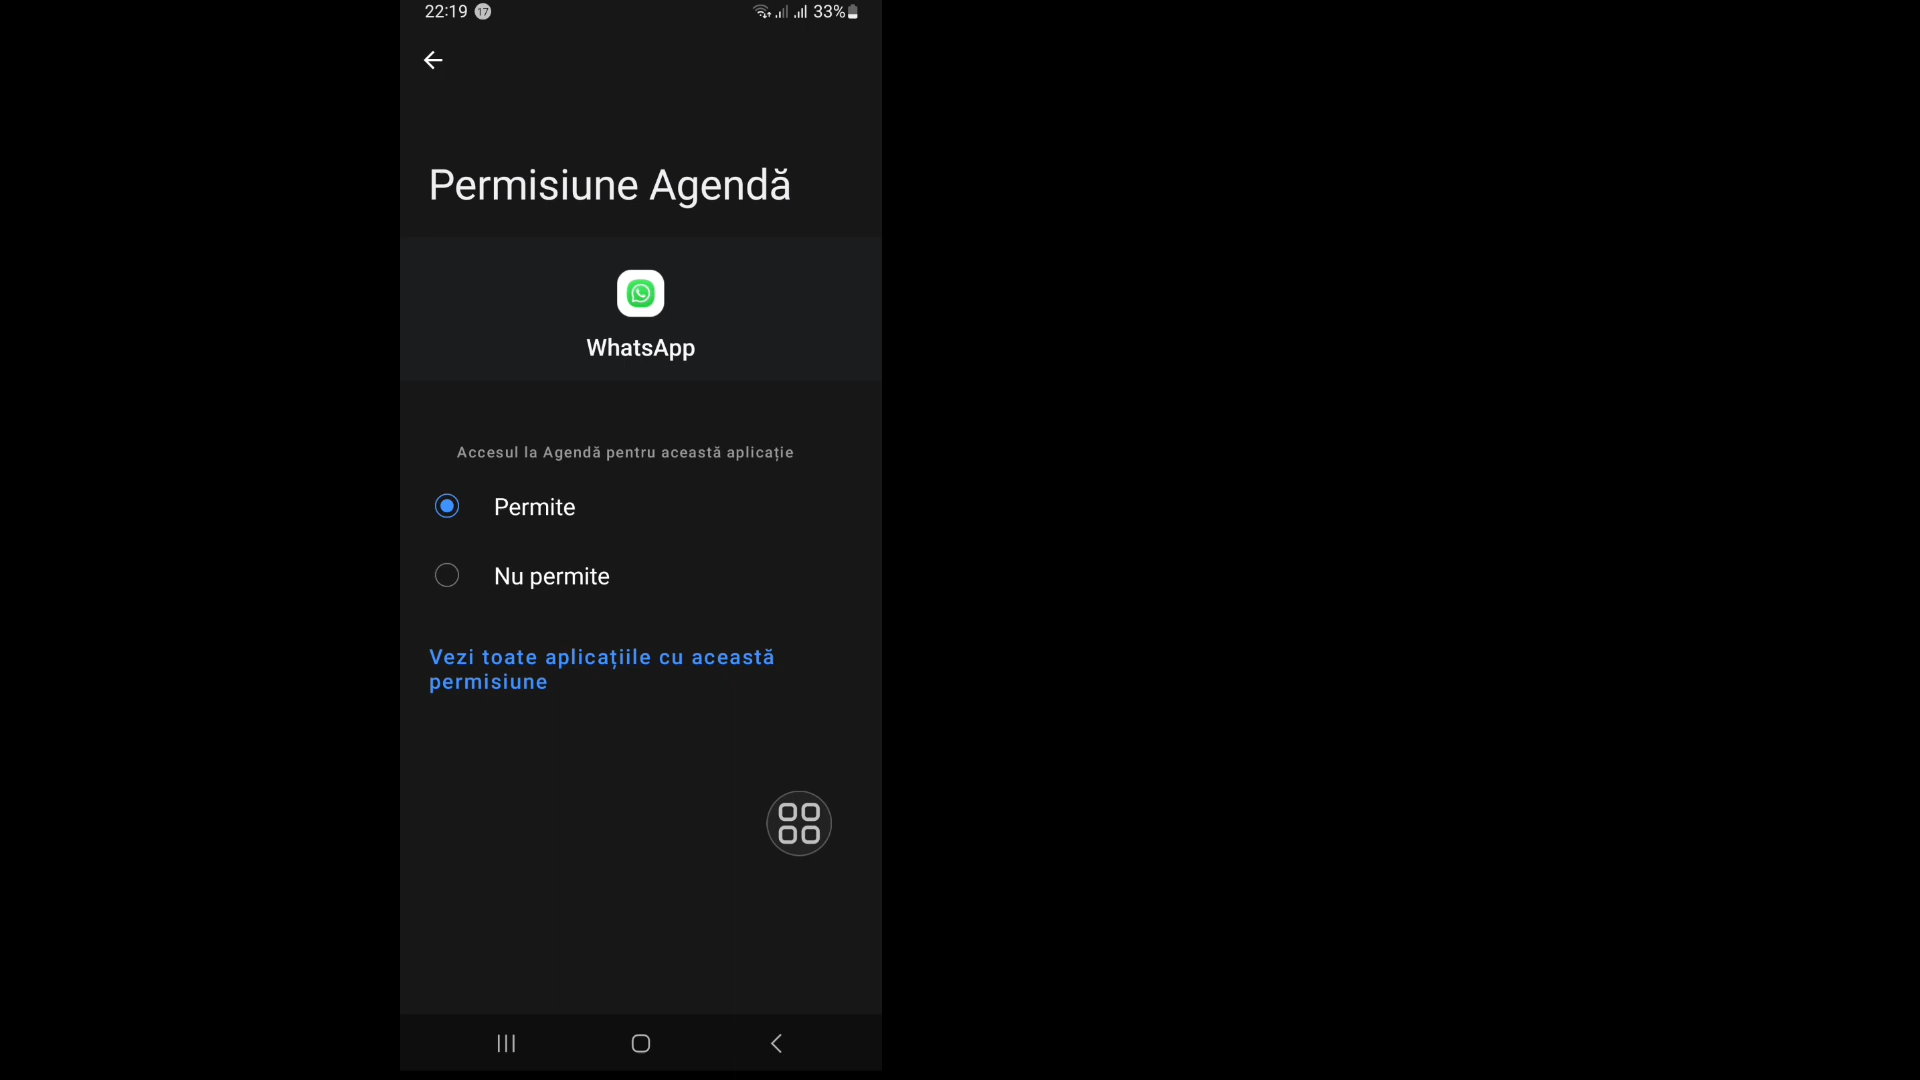 22:19 17 33%
Permisiune Agendă
WhatsApp
Accesul la Agendă pentru această aplicație
Permite
Nu permite
Vezi toate aplicațiile cu această
permisiune